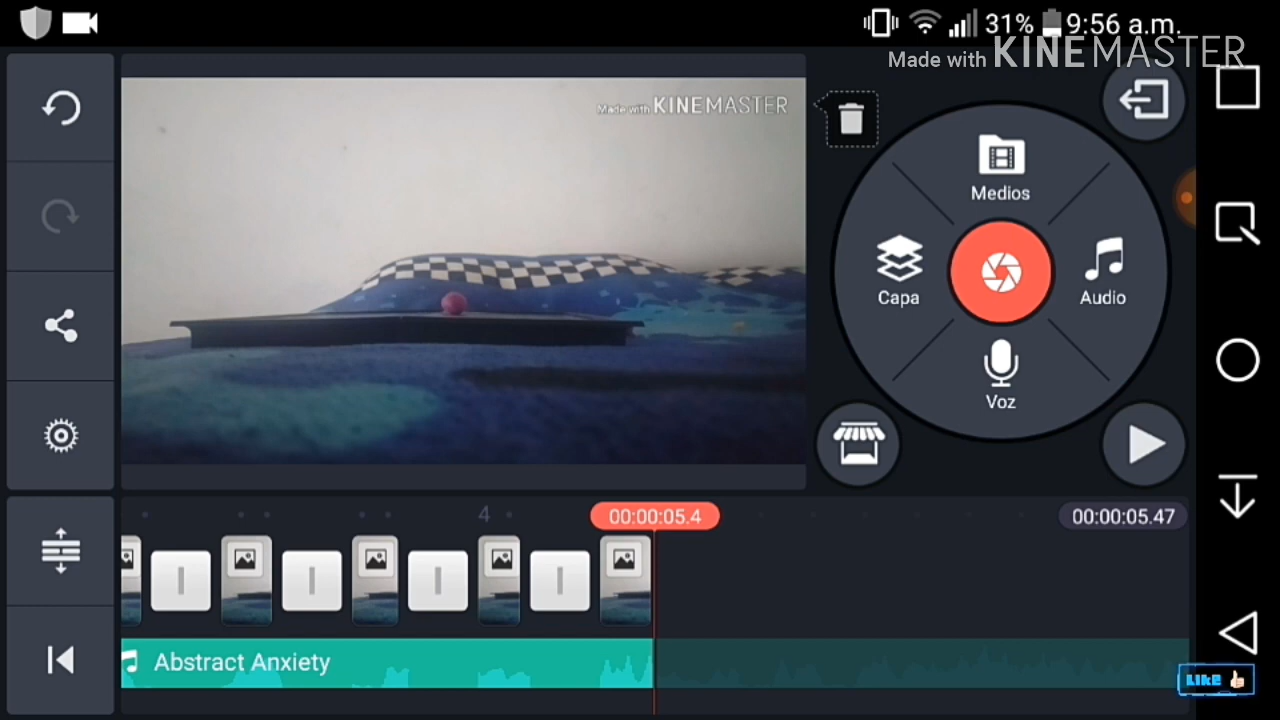 31% 9:56 a.m.
Made with KINEMASTER
Made with KINEMASTER
Medios
Capa
Audio
Voz
4
00:00:05.4
00:00:05.47
Abstract Anxiety
LIKE